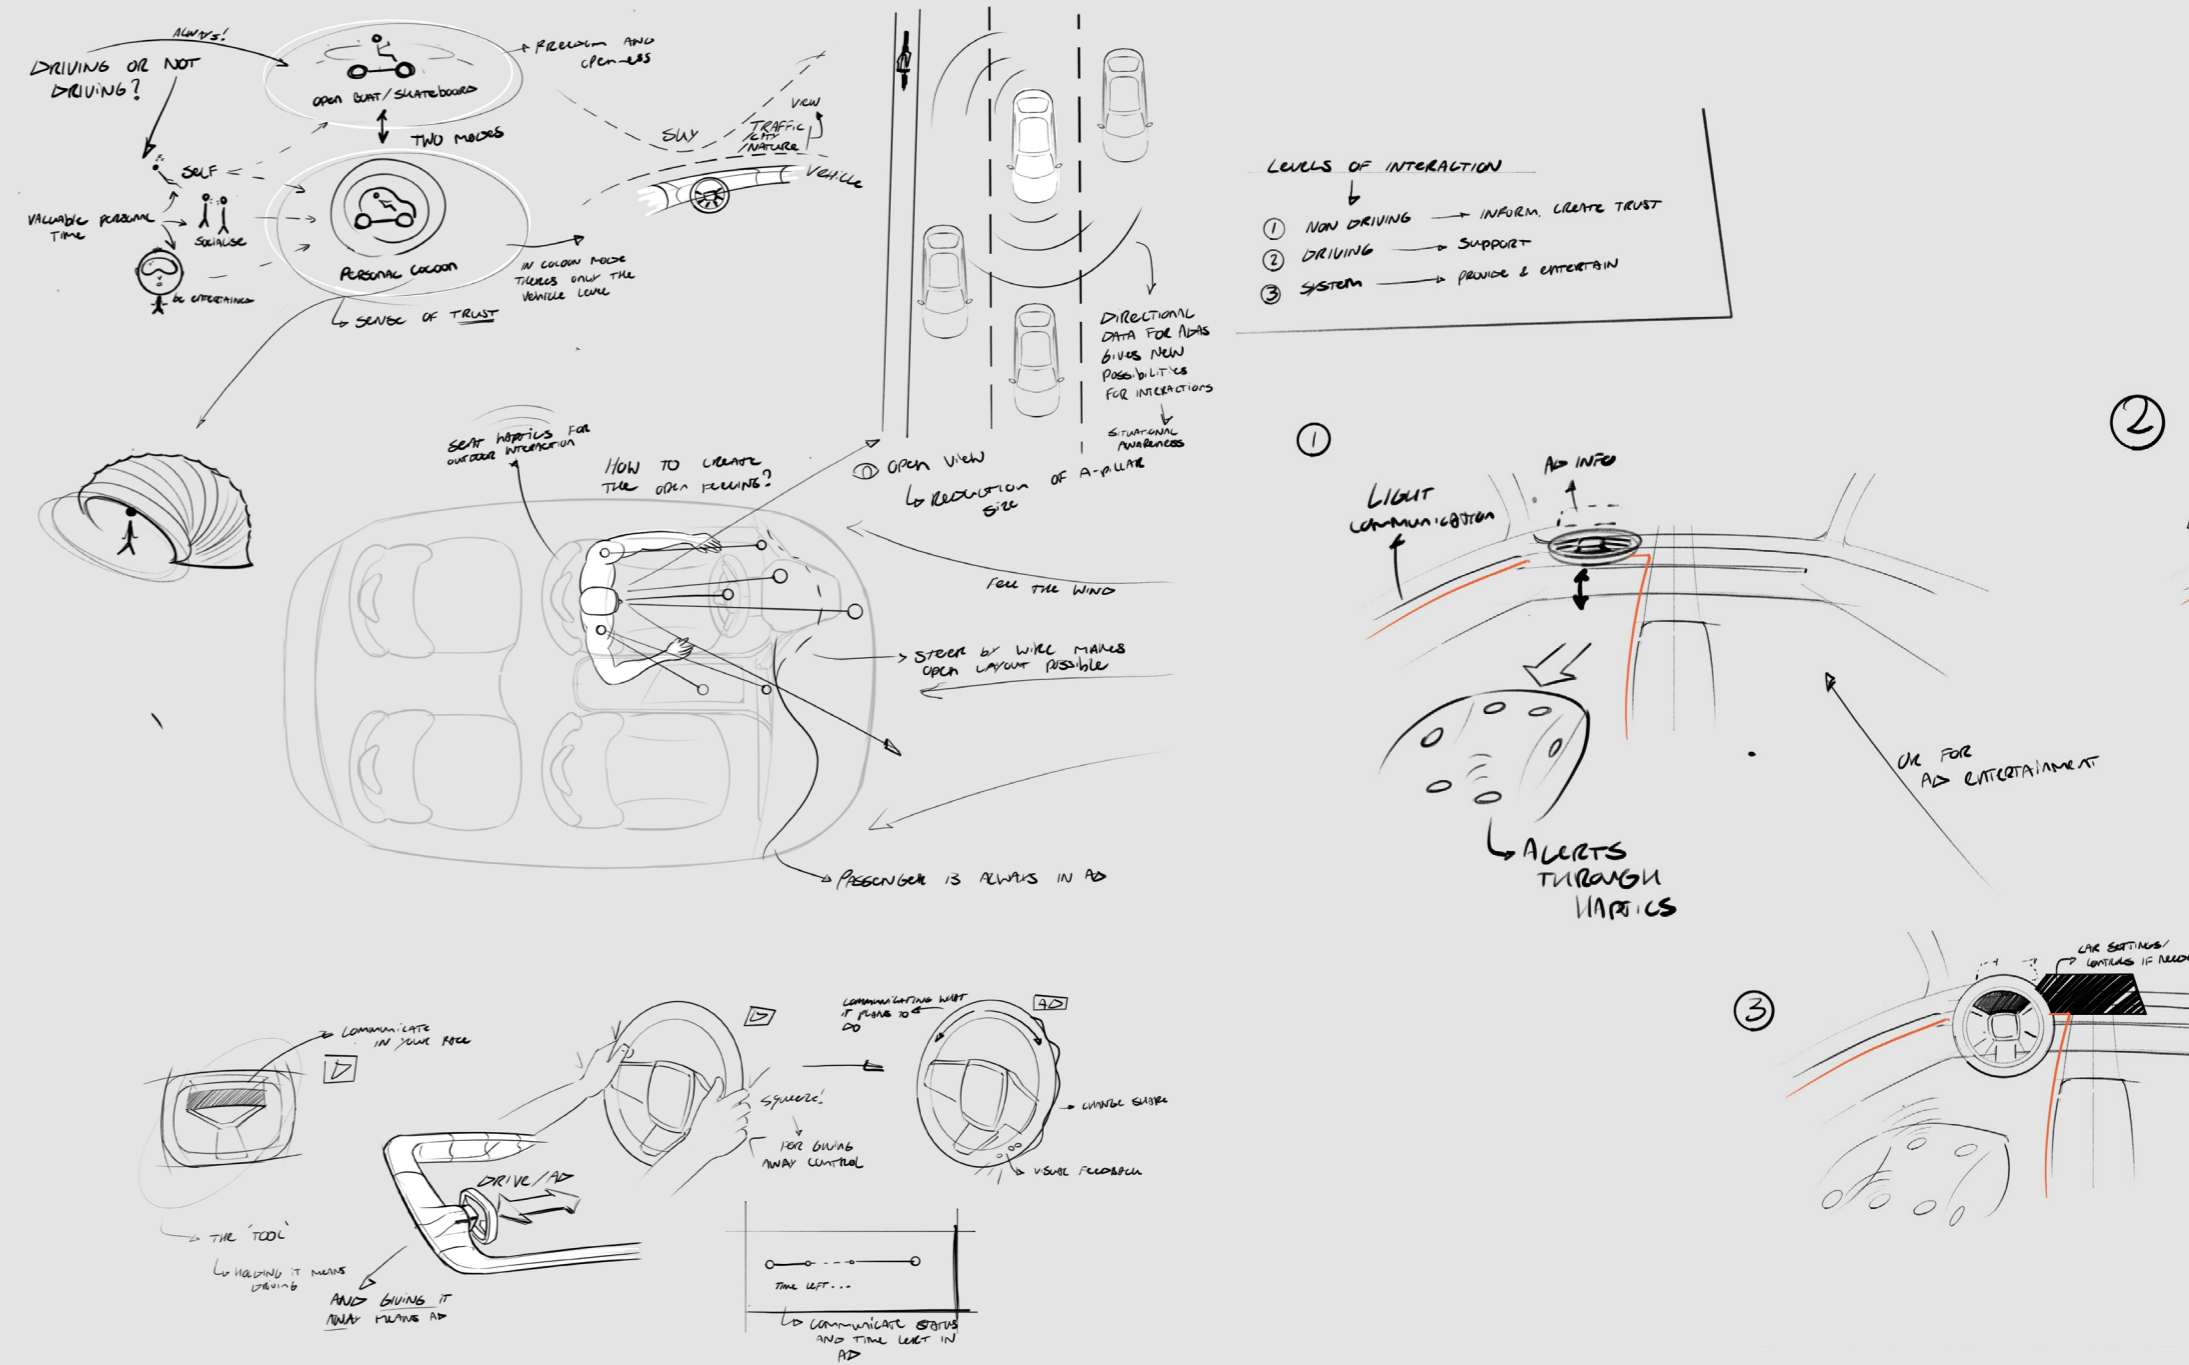 ALWAYS!
DRIVING OR NOT
DRIVING?
OPEN BOAT/SKATEBOARD
FREEDOM AND
OPENNESS
TWO MODES
SELF
VALUABLE PERSONAL
TIME
SOCIALISE
BE ENTERTAINED
PERSONAL COCOON
SENSE OF TRUST
IN COCOON MODE
THERES ONLY THE
VEHICLE LEVEL
SKY
VIEW
TRAFFIC
/CITY
/NATURE
VEHICLE
DIRECTIONAL
DATA FOR ADAS
GIVES NEW
POSSIBILITIES
FOR INTERACTIONS
SITUATIONAL
AWARENESS
LEVELS OF INTERACTION
1 NON DRIVING → INFORM, CREATE TRUST
2 DRIVING → SUPPORT
3 SYSTEM → PROVIDE & ENTERTAIN
SEAT HAPTICS FOR
OUTDOOR INTERACTION
HOW TO CREATE
THE OPEN FEELING?
OPEN VIEW
REDUCTION OF A-PILLAR
SIZE
FEEL THE WIND
STEER BY WIRE MAKES
OPEN LAYOUT POSSIBLE
PASSENGER IS ALWAYS IN AD
1
AD INFO
LIGHT
COMMUNICATION
ALERTS
THROUGH
HAPTICS
OR FOR
AD ENTERTAINMENT
2
3
CAR SETTINGS/
CONTROLS IF
COMMUNICATE
IN YOUR FACE
D
THE 'TOOL'
HOLDING IT MEANS
DRIVING
AND GIVING IT
AWAY MEANS AD
DRIVE/AD
D
SQUEEZE!
FOR GIVING
AWAY CONTROL
COMMUNICATING WHAT
IT PLANS TO
DO
AD
CHANGE SHAPE
VISUAL FEEDBACK
TIME LEFT...
COMMUNICATE STATUS
AND TIME LEFT IN
AD